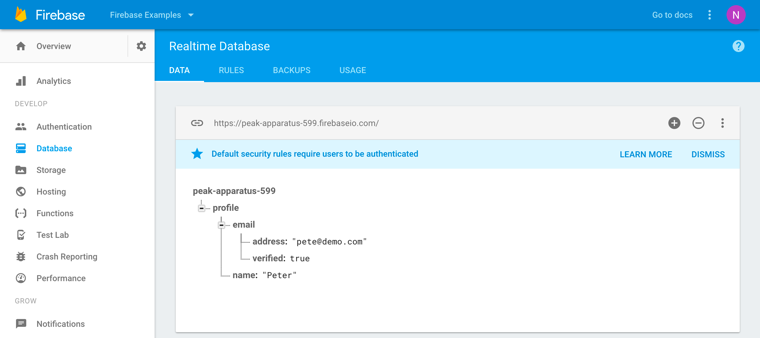 Firebase
Firebase Examples
Go to docs
N
Overview
Realtime Database
?
DATA
RULES
BACKUPS
USAGE
Analytics
DEVELOP
Authentication
Database
Storage
Hosting
Functions
Test Lab
Crash Reporting
Performance
GROW
Notifications
https://peak-apparatus-599.firebaseio.com/
Default security rules require users to be authenticated
LEARN MORE
DISMISS
peak-apparatus-599
profile
email
address: "pete@demo.com"
verified: true
name: "Peter"